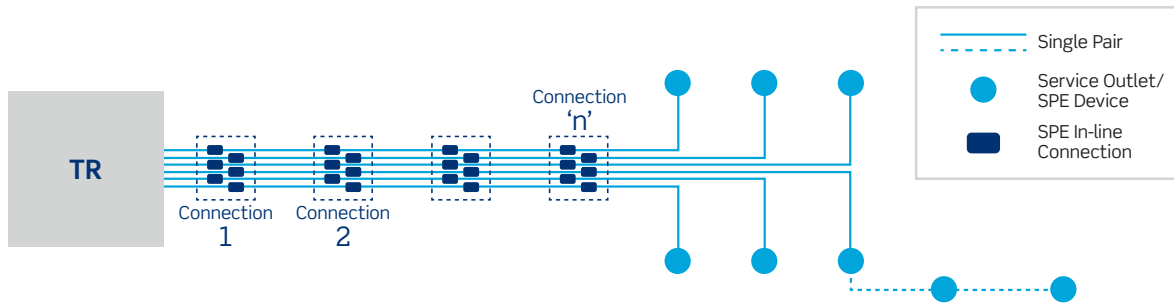 TR
Connection
1
Connection
2
Connection
'n'
Single Pair
Service Outlet/
SPE Device
SPE In-line
Connection